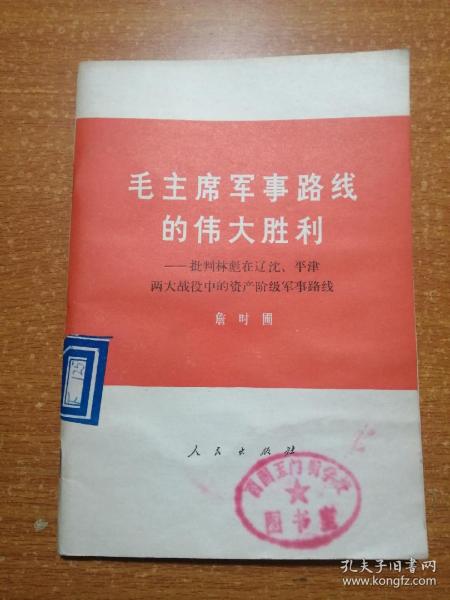 毛主席军事路线
的伟大胜利
——批判林彪在辽沈、平津
两大战役中的资产阶级军事路线
詹时圃
人民出版社
图书室
孔夫子旧书网
www.kongfz.com